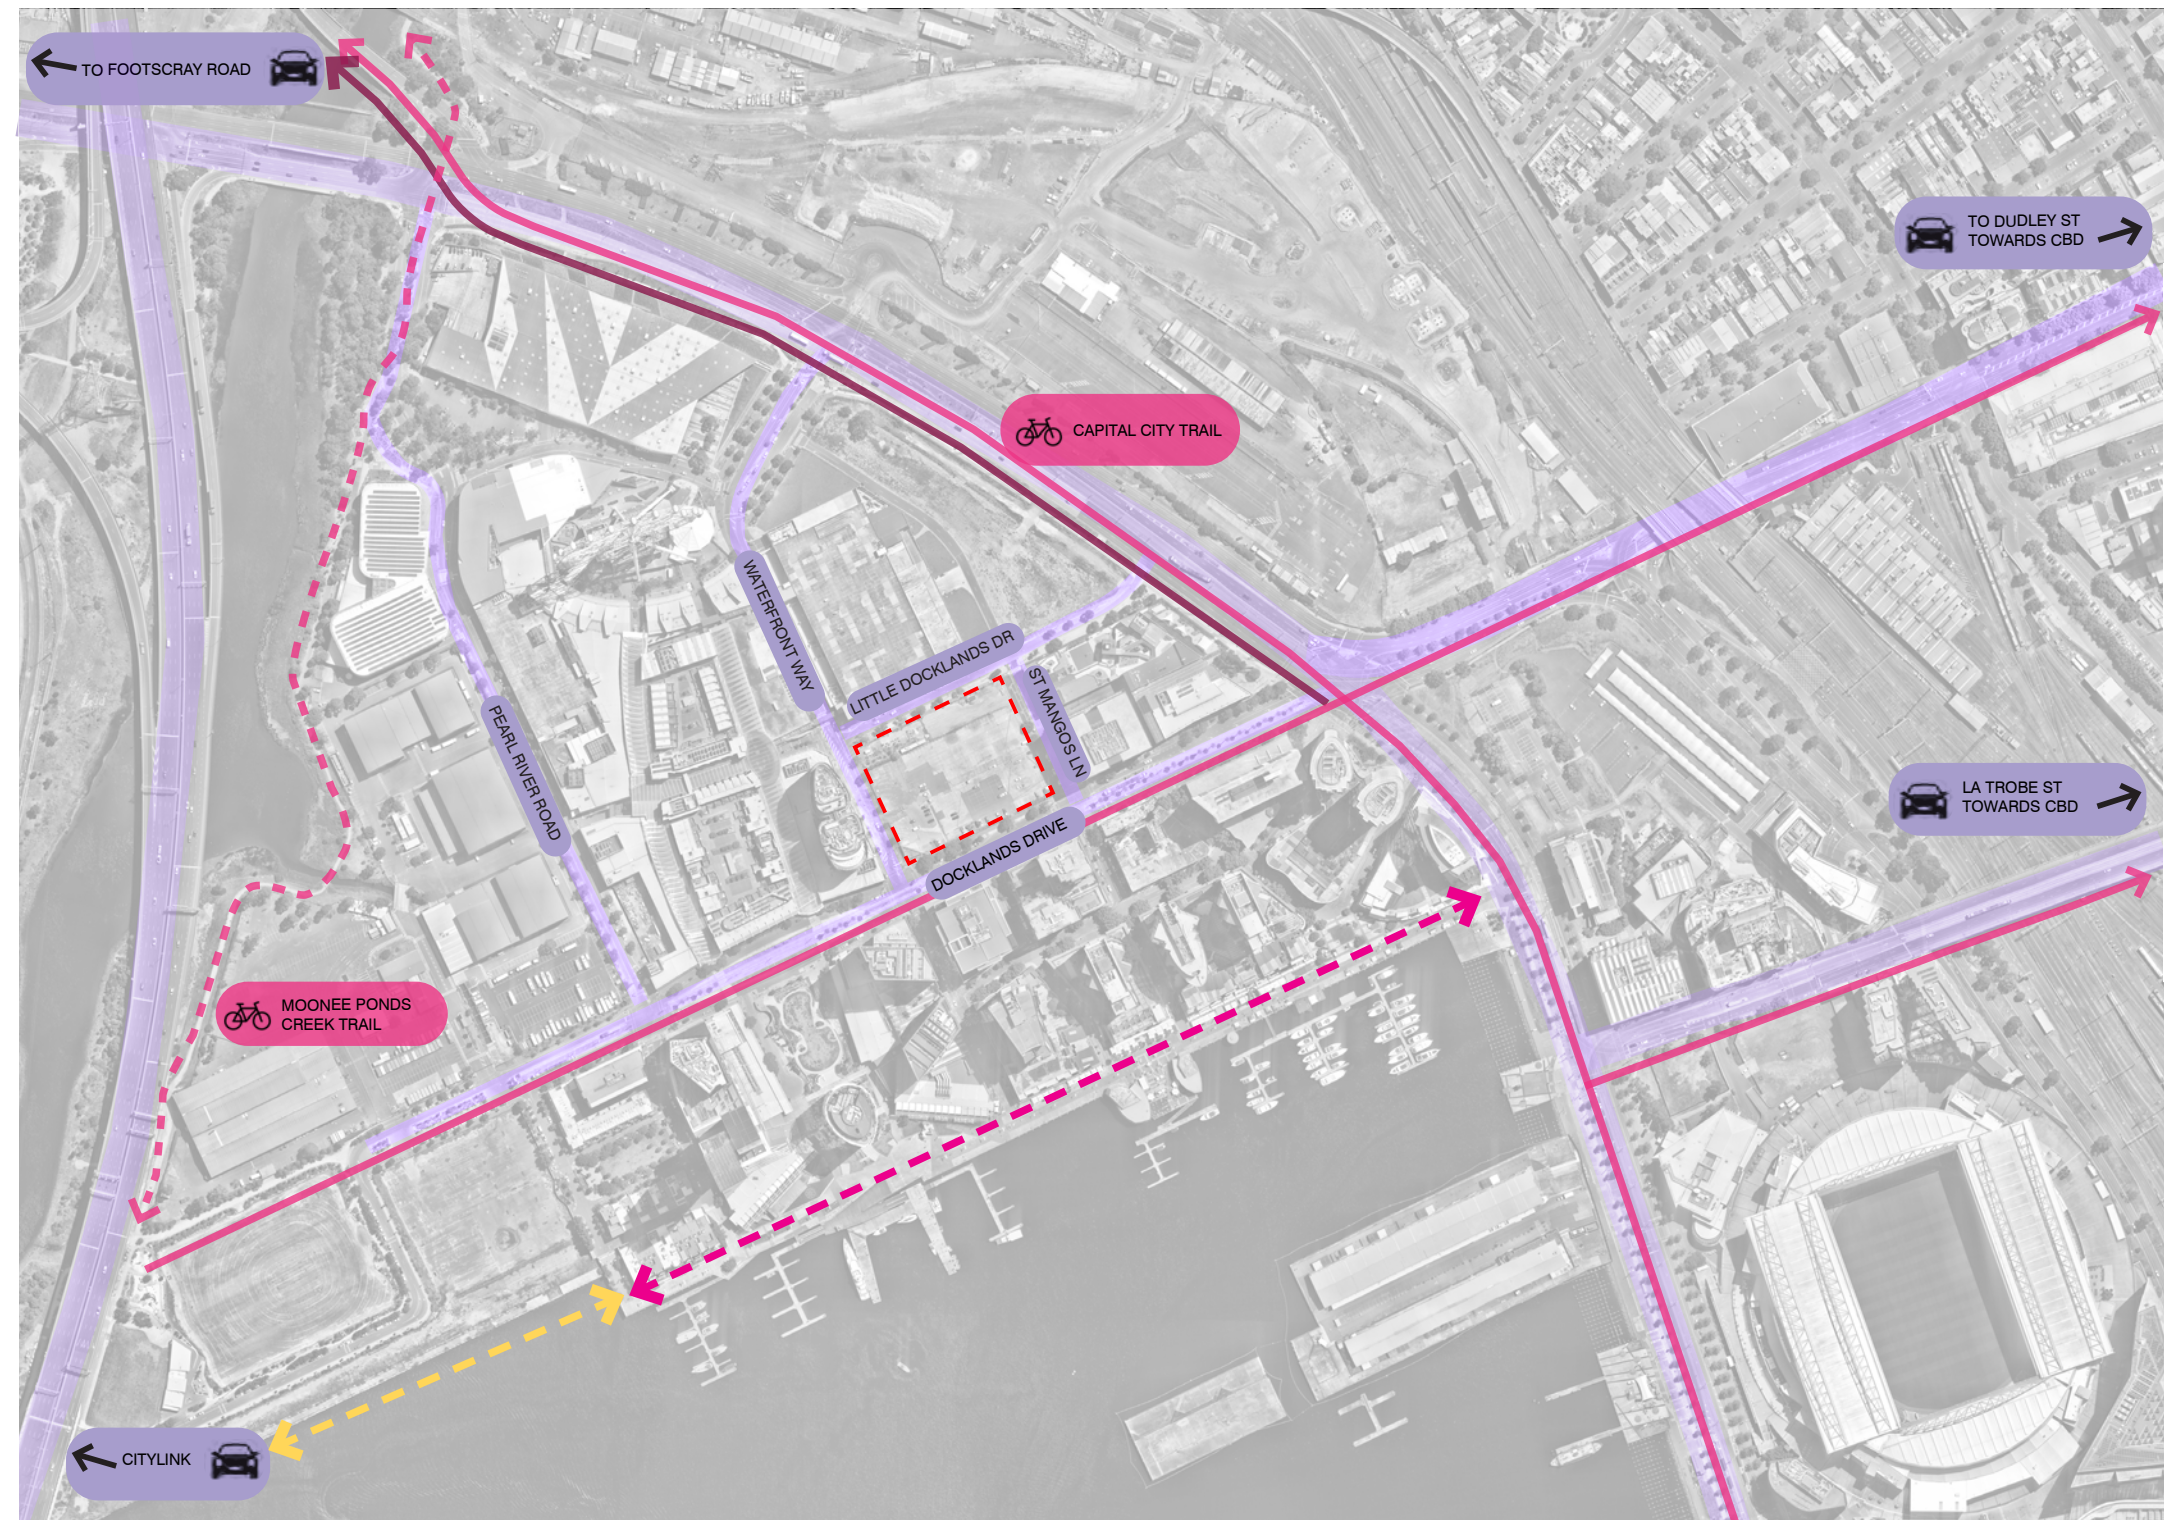 TO FOOTSCRAY ROAD
TO DUDLEY ST
TOWARDS CBD
CAPITAL CITY TRAIL
WATERFRONT WAY
LITTLE DOCKLANDS DR
ST MANGOS LN
PEARL RIVER ROAD
DOCKLANDS DRIVE
LA TROBE ST
TOWARDS CBD
MOONEE PONDS
CREEK TRAIL
CITYLINK